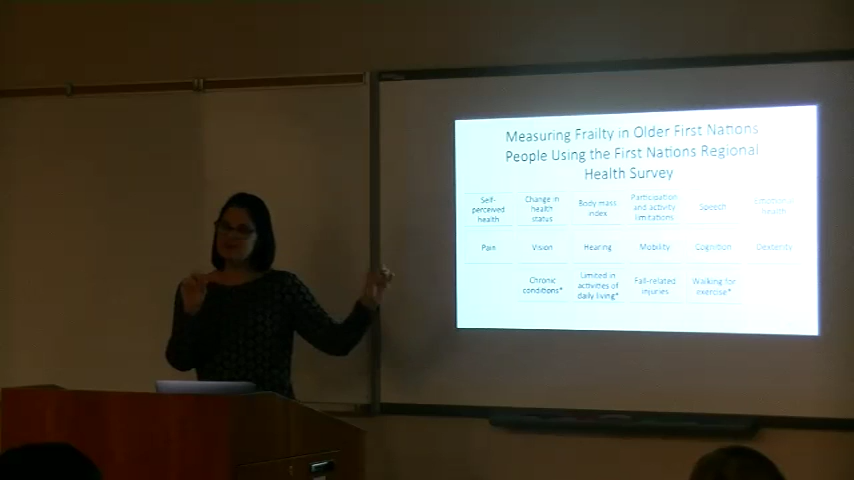 Measuring Frailty in Older First Nations
People Using the First Nations Regional
Health Survey
Self-
perceived
health
Change in
health
status
Body mass
index
Participation
and activity
limitations
Speech
Emotional
health
Pain
Vision
Hearing
Mobility
Cognition
Dexterity
Chronic
conditions*
Limited in
activities of
daily living*
Fall-related
injuries
Walking for
exercise*